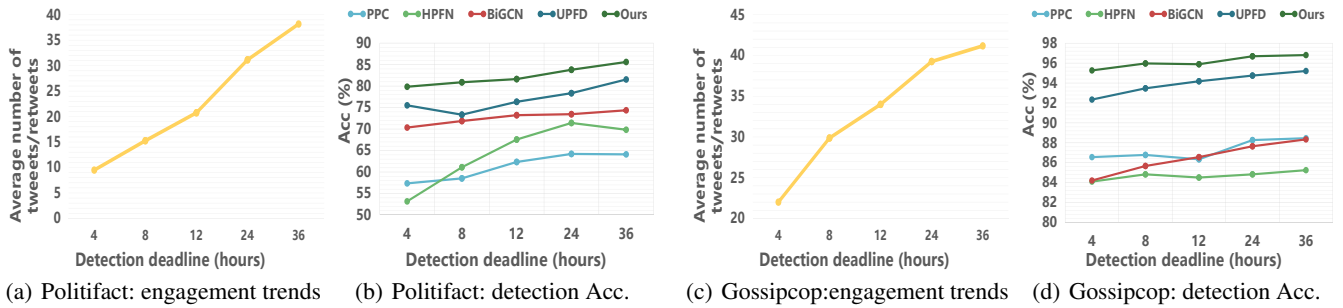 Average number of
tweeets/retweets
40
35
30
25
20
15
10
5
0
4 8 12 24 36
Detection deadline (hours)
(a) Politifact: engagement trends
PPC HPFN BiGCN UPFD Ours
Acc (%)
90
85
80
75
70
65
60
55
50
4 8 12 24 36
Detection deadline (hours)
(b) Politifact: detection Acc.
Average number of
tweeets/retweets
45
40
35
30
25
20
4 8 12 24 36
Detection deadline (hours)
(c) Gossipcop:engagement trends
PPC HPFN BiGCN UPFD Ours
Acc (%)
98
96
94
92
90
88
86
84
82
80
4 8 12 24 36
Detection deadline (hours)
(d) Gossipcop: detection Acc.